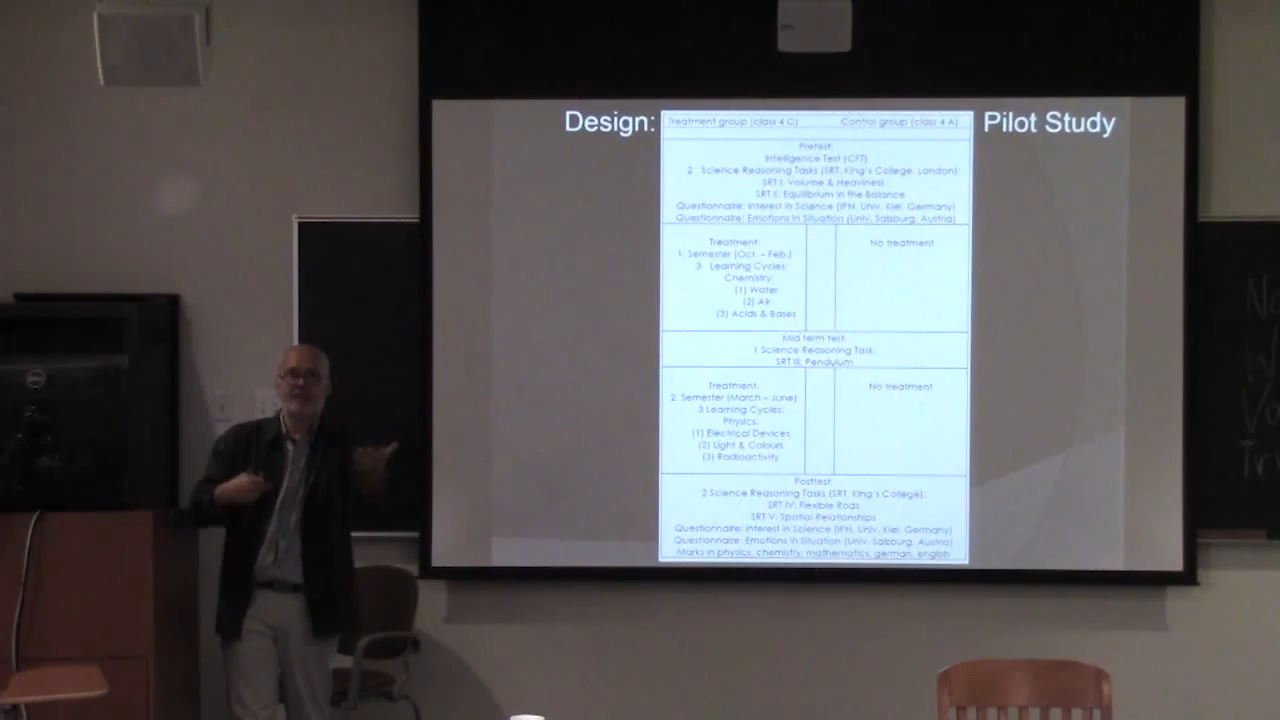 Design:
Pilot Study
Treatment group (class 4 C) Control group (class 4 A)
Pretest:
Intelligence Test (CFT)
2 Science Reasoning Tasks (SRT, King's College, London):
SRT I: Volume & Heaviness
SRT II: Equilibrium in the Balance
Questionnaire: Interest in Science (IPN, Univ. Kiel, Germany)
Questionnaire: Emotions in Situation (Univ. Salzburg, Austria)
Treatment:
1. Semester (Oct. – Feb.)
3 Learning Cycles:
Chemistry:
(1) Water
(2) Air
(3) Acids & Bases
No treatment
Mid term test:
1 Science Reasoning Task:
SRT III: Pendulum
Treatment:
2. Semester (March – June)
3 Learning Cycles:
Physics:
(1) Electrical Devices
(2) Light & Colours
(3) Radioactivity
No treatment
Posttest:
2 Science Reasoning Tasks (SRT, King's College):
SRT IV: Flexible Rods
SRT V: Spatial Relationships
Questionnaire: Interest in Science (IPN, Univ. Kiel, Germany)
Questionnaire: Emotions in Situation (Univ. Salzburg, Austria)
Marks in physics, chemistry, mathematics, german, english
DELL